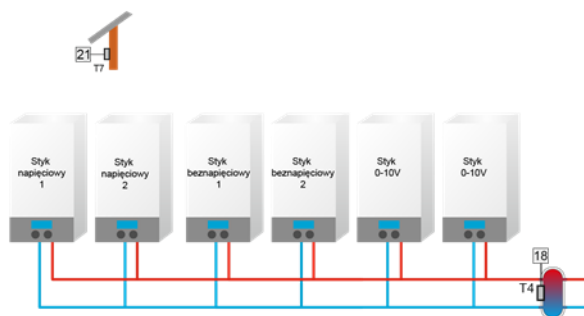 21
T7
Styk
napięciowy
1
Styk
napięciowy
2
Styk
beznapięciowy
1
Styk
beznapięciowy
2
Styk
0-10V
Styk
0-10V
18
T4